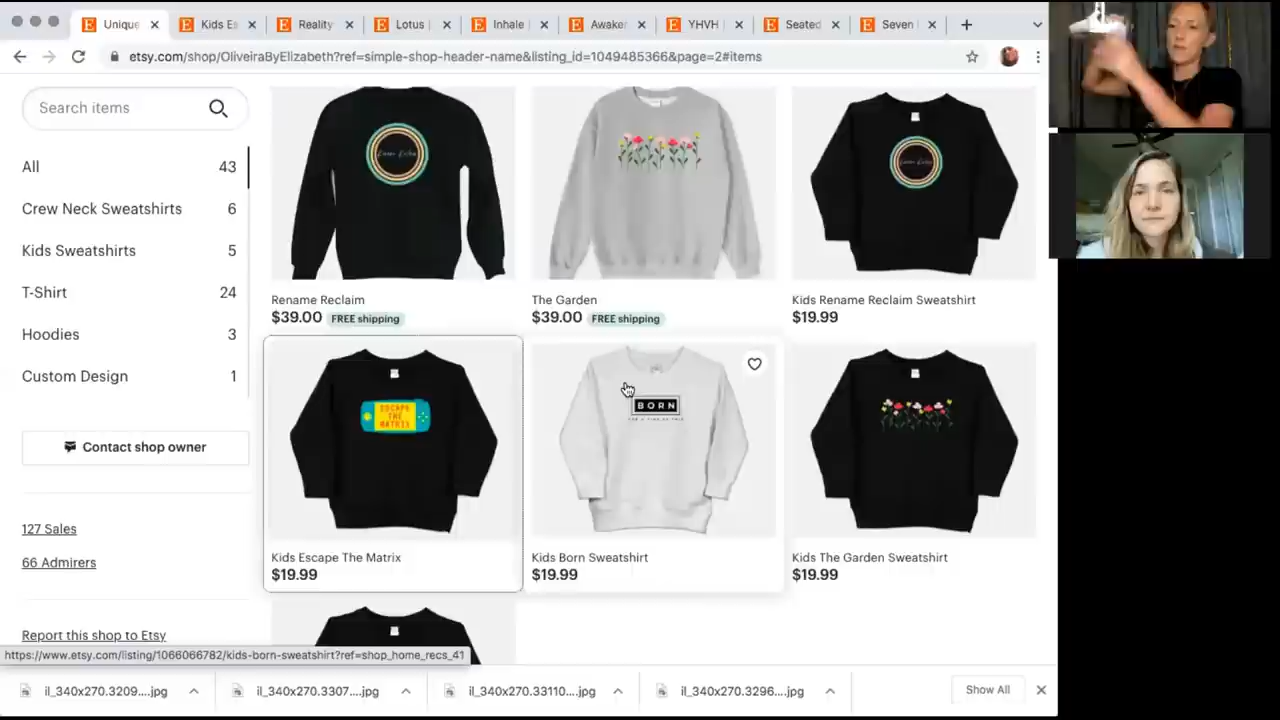 Unique
Kids Es
Reality
Lotus
Inhale
Awaken
YHVH
Seated
Seven
etsy.com/shop/OliveiraByElizabeth?ref=simple-shop-header-name&listing_id=1049485366&page=2#items
Search items
All 43
Crew Neck Sweatshirts 6
Kids Sweatshirts 5
T-Shirt 24
Hoodies 3
Custom Design 1
Contact shop owner
127 Sales
66 Admirers
Report this shop to Etsy
Rename Reclaim
$39.00 FREE shipping
The Garden
$39.00 FREE shipping
Kids Rename Reclaim Sweatshirt
$19.99
ESCAPE
THE
MATRIX
Kids Escape The Matrix
$19.99
BORN
Kids Born Sweatshirt
$19.99
Kids The Garden Sweatshirt
$19.99
https://www.etsy.com/listing/1066066782/kids-born-sweatshirt?ref=shop_home_recs_41
il_340x270.3209....jpg
il_340x270.3307....jpg
il_340x270.33110....jpg
il_340x270.3296....jpg
Show All